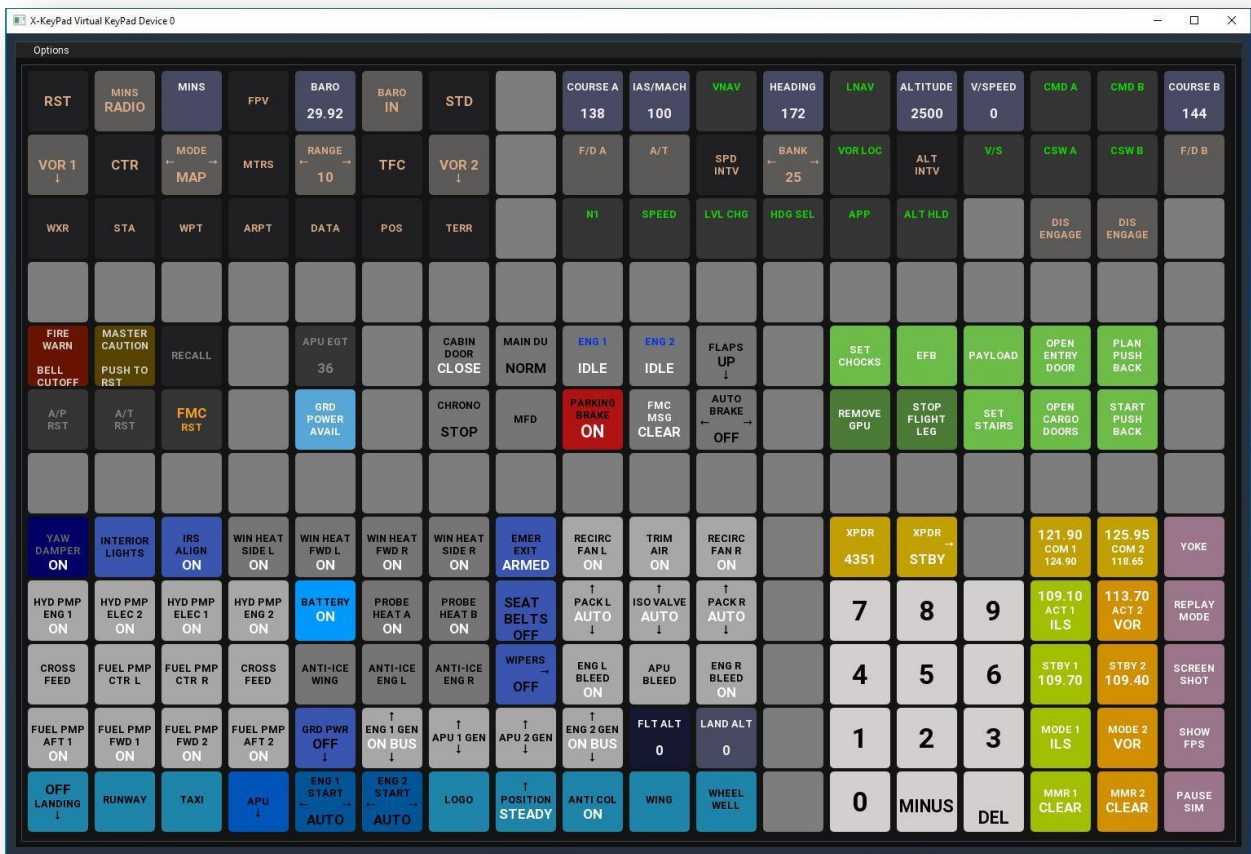 X-KeyPad Virtual KeyPad Device 0
Options
RST
MINS
RADIO
MINS
FPV
BARO
29.92
BARO
IN
STD
COURSE A
138
IAS/MACH
100
VNAV
HEADING
172
LNAV
ALTITUDE
2500
V/SPEED
0
CMD A
CMD B
COURSE B
144
VOR 1
↓
CTR
MODE
← →
MAP
MTRS
RANGE
← →
10
TFC
VOR 2
↓
F/D A
A/T
SPD
INTV
BANK
← →
25
VOR LOC
ALT
INTV
V/S
CSW A
CSW B
F/D B
WXR
STA
WPT
ARPT
DATA
POS
TERR
N1
SPEED
LVL CHG
HDG SEL
APP
ALT HLD
DIS
ENGAGE
DIS
ENGAGE
FIRE
WARN
BELL
CUTOFF
MASTER
CAUTION
PUSH TO
RST
RECALL
APU EGT
36
CABIN
DOOR
CLOSE
MAIN DU
NORM
ENG 1
IDLE
ENG 2
IDLE
FLAPS
UP
↓
SET
CHOCKS
EFB
PAYLOAD
OPEN
ENTRY
DOOR
PLAN
PUSH
BACK
A/P
RST
A/T
RST
FMC
RST
GRD
POWER
AVAIL
CHRONO
STOP
MFD
PARKING
BRAKE
ON
FMC
MSG
CLEAR
AUTO
BRAKE
← →
OFF
REMOVE
GPU
STOP
FLIGHT
LEG
SET
STAIRS
OPEN
CARGO
DOORS
START
PUSH
BACK
YAW
DAMPER
ON
INTERIOR
LIGHTS
IRS
ALIGN
ON
WIN HEAT
SIDE L
ON
WIN HEAT
FWD L
ON
WIN HEAT
FWD R
ON
WIN HEAT
SIDE R
ON
EMER
EXIT
ARMED
RECIRC
FAN L
ON
TRIM
AIR
ON
RECIRC
FAN R
ON
XPDR
4351
XPDR
→
STBY
121.90
COM 1
124.90
125.95
COM 2
118.65
YOKE
HYD PMP
ENG 1
ON
HYD PMP
ELEC 2
ON
HYD PMP
ELEC 1
ON
HYD PMP
ENG 2
ON
BATTERY
ON
PROBE
HEAT A
ON
PROBE
HEAT B
ON
SEAT
BELTS
OFF
↑
PACK L
AUTO
↓
↑
ISO VALVE
AUTO
↓
↑
PACK R
AUTO
↓
7
8
9
109.10
ACT 1
ILS
113.70
ACT 2
VOR
REPLAY
MODE
CROSS
FEED
FUEL PMP
CTR L
FUEL PMP
CTR R
CROSS
FEED
ANTI-ICE
WING
ANTI-ICE
ENG L
ANTI-ICE
ENG R
WIPERS
→
OFF
ENG L
BLEED
ON
APU
BLEED
ENG R
BLEED
ON
4
5
6
STBY 1
109.70
STBY 2
109.40
SCREEN
SHOT
FUEL PMP
AFT 1
ON
FUEL PMP
FWD 1
ON
FUEL PMP
FWD 2
ON
FUEL PMP
AFT 2
ON
GRD PWR
OFF
↓
↑
ENG 1 GEN
ON BUS
↓
↑
APU 1 GEN
↓
↑
APU 2 GEN
↓
↑
ENG 2 GEN
ON BUS
↓
FLT ALT
0
LAND ALT
0
1
2
3
MODE 1
ILS
MODE 2
VOR
SHOW
FPS
OFF
LANDING
↓
RUNWAY
TAXI
APU
↓
ENG 1
START
← →
AUTO
ENG 2
START
← →
AUTO
LOGO
↑
POSITION
STEADY
ANTI COL
ON
WING
WHEEL
WELL
0
MINUS
DEL
MMR 1
CLEAR
MMR 2
CLEAR
PAUSE
SIM